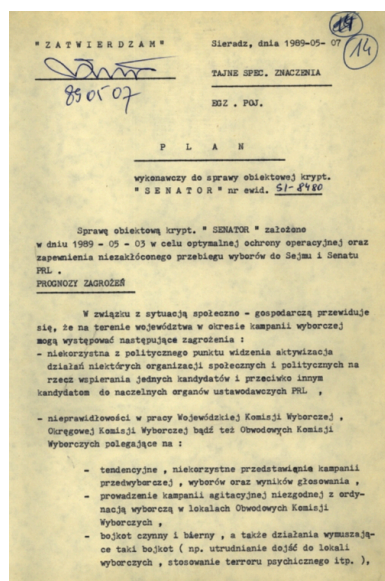 14
14
"ZATWIERDZAM"
Sieradz, dnia 1989-05- 07
89 05 07
TAJNE SPEC. ZNACZENIA
EGZ . POJ.
P L A N
wykonawczy do sprawy obiektowej krypt.
" S E N A T O R " nr ewid. SI-8480
Sprawę obiektową krypt. " SENATOR " założono
w dniu 1989 - 05 - 03 w celu optymalnej ochrony operacyjnej oraz
zapewnienia niezakłóconego przebiegu wyborów do Sejmu i Senatu
PRL .
PROGNOZY ZAGROŻEŃ
W związku z sytuacją społeczno - gospodarczą przewiduje
się, że na terenie województwa w okresie kampanii wyborczej
mogą występować następujące zagrożenia :
- niekorzystna z politycznego punktu widzenia aktywizacja
działań niektórych organizacji społecznych i politycznych na
rzecz wspierania jednych kandydatów i przeciwko innym
kandydatom do naczelnych organów ustawodawczych PRL ,
- nieprawidłowości w pracy Wojewódzkiej Komisji Wyborczej ,
Okręgowej Komisji Wyborczej bądź też Obwodowych Komisji
Wyborczych polegające na :
- tendencyjne , niekorzystne przedstawienie kampanii
przedwyborczej , wyborów oraz wyników głosowania ,
- prowadzenie kampanii agitacyjnej niezgodnej z ordy-
nacją wyborczą w lokalach Obwodowych Komisji
Wyborczych ,
- bojkot czynny i bierny , a także działania wymuszają-
ce taki bojkot ( np. utrudnianie dojść do lokali
wyborczych , stosowanie terroru psychicznego itp. ),